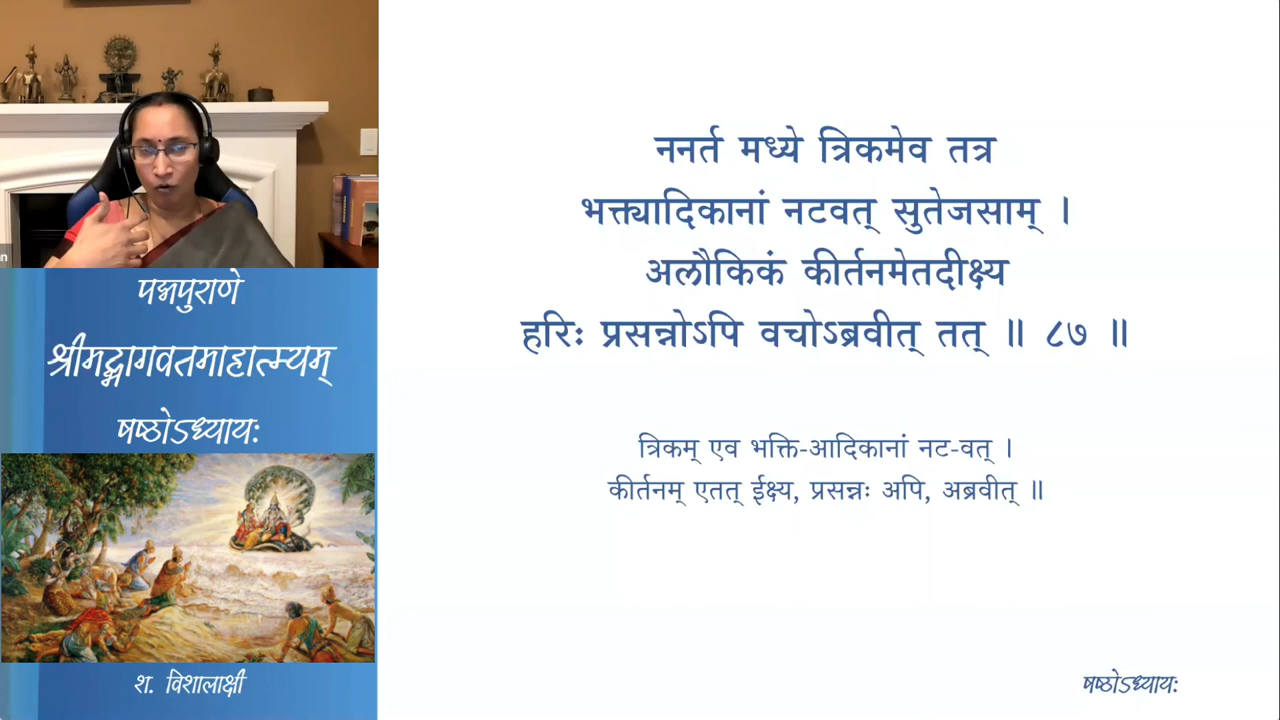 ननर्त मध्ये त्रिकमेव तत्र
भक्त्यादिकानां नटवत् सुतेजसाम् ।
अलौकिकं कीर्तनमेतदीक्ष्य
हरिः प्रसन्नोऽपि वचोऽब्रवीत् तत् ॥ ८७ ॥
त्रिकम् एव भक्ति-आदिकानां नट-वत् ।
कीर्तनम् एतत् ईक्ष्य, प्रसन्नः अपि, अब्रवीत् ॥
पद्मपुराणे
श्रीमद्भागवतमाहात्म्यम्
षष्ठोऽध्यायः
श. विशालाक्षी
षष्ठोऽध्यायः